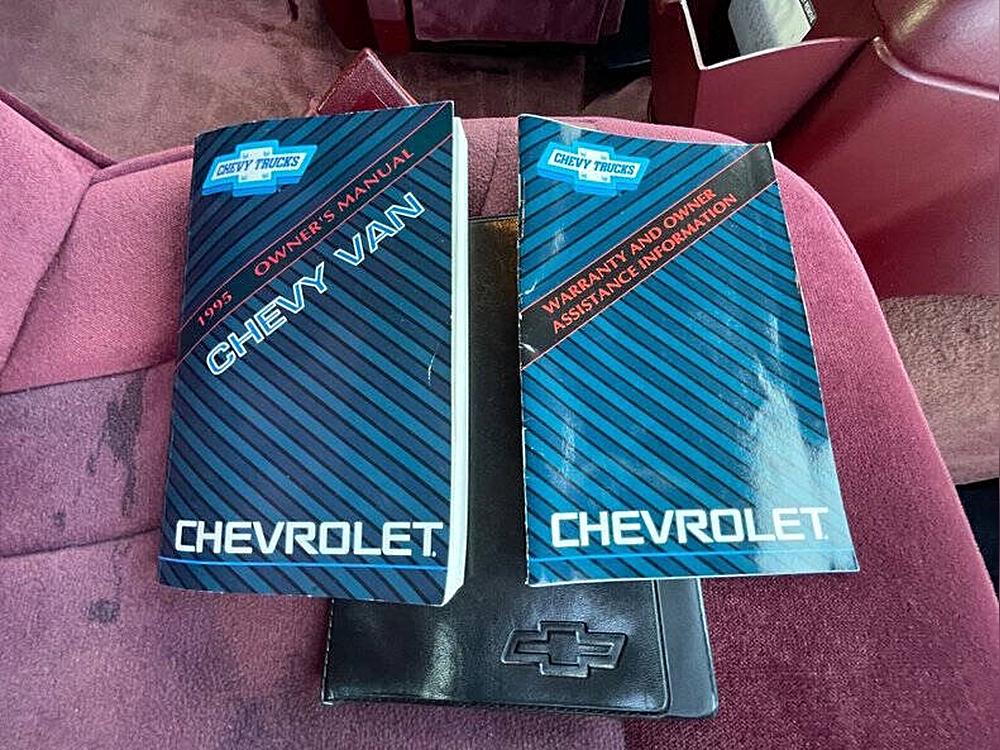 CHEVY TRUCKS
1995 OWNER'S MANUAL
CHEVY VAN
CHEVROLET
CHEVY TRUCKS
WARRANTY AND OWNER
ASSISTANCE INFORMATION
CHEVROLET